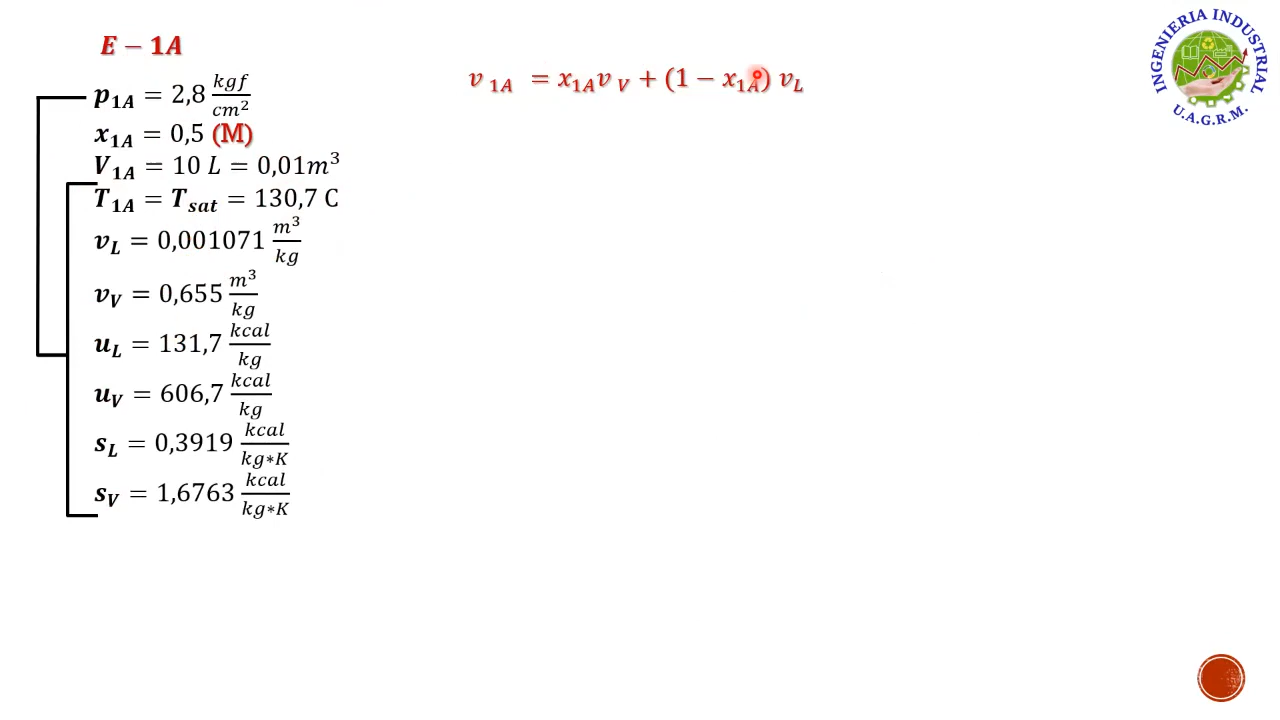 E − 1A
p₁A = 2,8 kgf/cm²
x₁A = 0,5 (M)
V₁A = 10 L = 0,01m³
T₁A = Tsat = 130,7 C
vL = 0,001071 m³/kg
vV = 0,655 m³/kg
uL = 131,7 kcal/kg
uV = 606,7 kcal/kg
sL = 0,3919 kcal/kg∗K
sV = 1,6763 kcal/kg∗K
v ₁A = x₁A v V + (1 − x₁A) vL
INGENIERIA INDUSTRIAL
U.A.G.R.M.